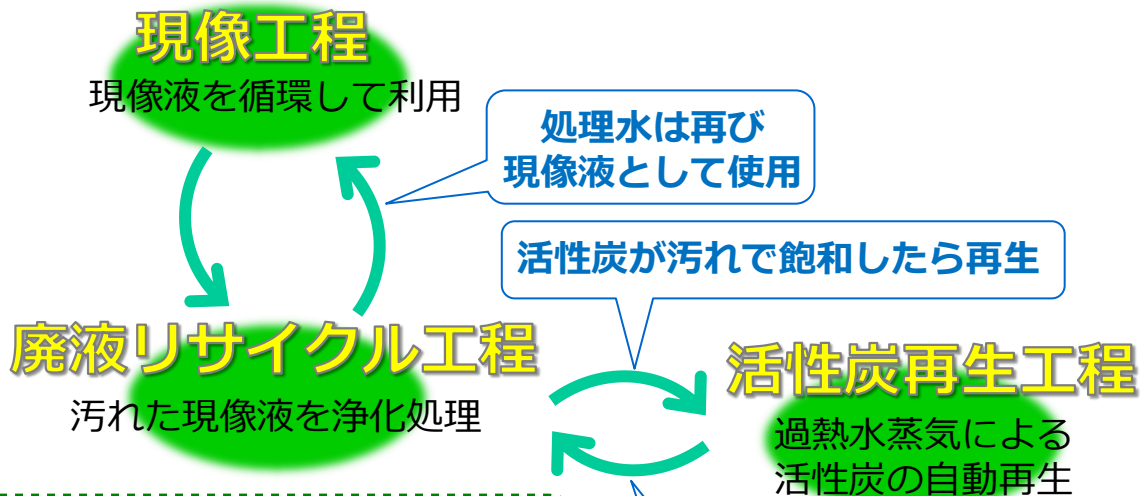 現像工程
現像液を循環して利用
処理水は再び
現像液として使用
活性炭が汚れで飽和したら再生
廃液リサイクル工程
汚れた現像液を浄化処理
活性炭再生工程
過熱水蒸気による
活性炭の自動再生